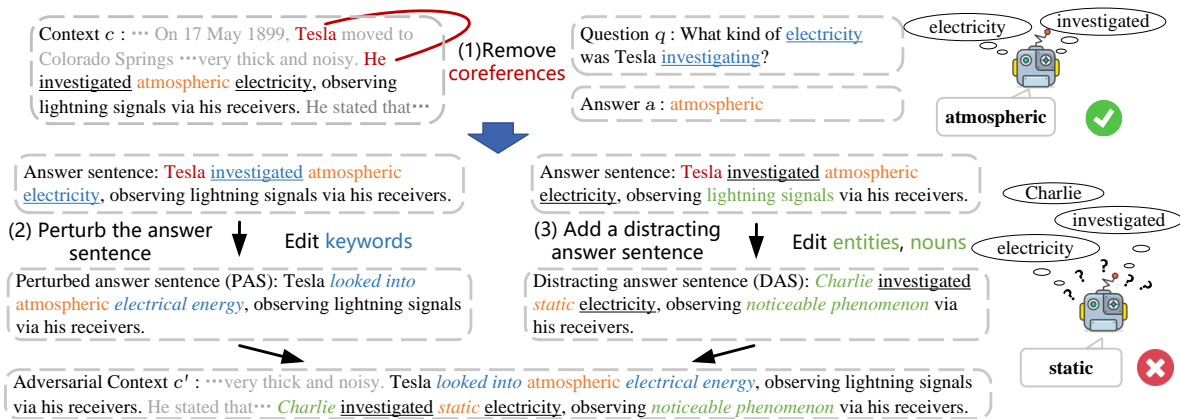 Context c : ··· On 17 May 1899, Tesla moved to
Colorado Springs ···very thick and noisy. He
investigated atmospheric electricity, observing
lightning signals via his receivers. He stated that···
(1)Remove
coreferences
Question q : What kind of electricity
was Tesla investigating?
Answer a : atmospheric
electricity
investigated
atmospheric
Answer sentence: Tesla investigated atmospheric
electricity, observing lightning signals via his receivers.
Answer sentence: Tesla investigated atmospheric
electricity, observing lightning signals via his receivers.
(2) Perturb the answer
sentence
Edit keywords
(3) Add a distracting
answer sentence
Edit entities, nouns
Perturbed answer sentence (PAS): Tesla looked into
atmospheric electrical energy, observing lightning signals
via his receivers.
Distracting answer sentence (DAS): Charlie investigated
static electricity, observing noticeable phenomenon via
his receivers.
Charlie
investigated
electricity
? ? ? ? ? ?
static
Adversarial Context c′ : ···very thick and noisy. Tesla looked into atmospheric electrical energy, observing lightning signals
via his receivers. He stated that··· Charlie investigated static electricity, observing noticeable phenomenon via his receivers.